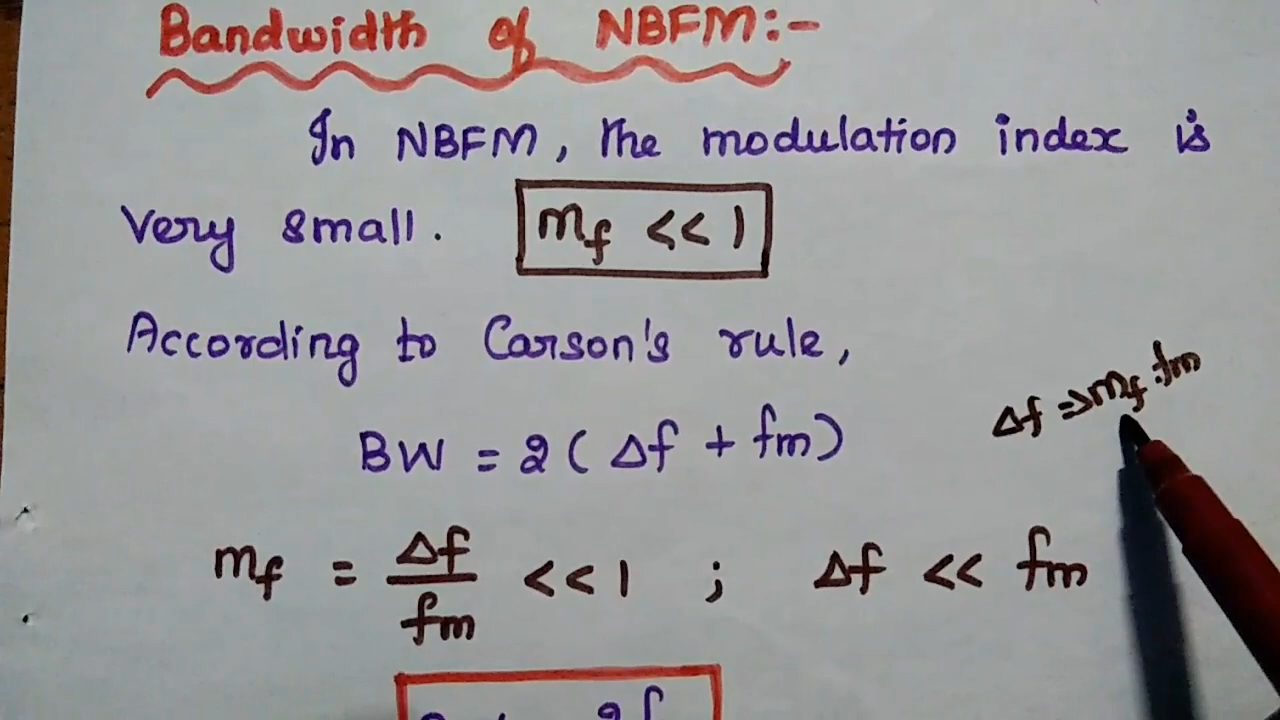 Bandwidth of NBFM:-
In NBFM, the modulation index is
very small. mf << 1
According to Carson's rule,
Δf => mf.fm
BW = 2 ( Δf + fm)
mf = Δf/fm << 1 ; Δf << fm